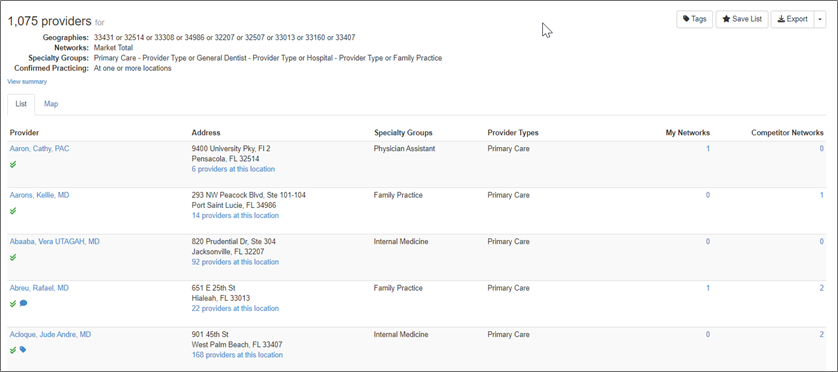 1,075 providers for
Tags Save List Export
Geographies: 33431 or 32514 or 33308 or 34986 or 32207 or 32507 or 33013 or 33160 or 33407
Networks: Market Total
Specialty Groups: Primary Care - Provider Type or General Dentist - Provider Type or Hospital - Provider Type or Family Practice
Confirmed Practicing: At one or more locations
View summary
List Map
Provider Address Specialty Groups Provider Types My Networks Competitor Networks
Aaron, Cathy, PAC 9400 University Pky, Fl 2 Physician Assistant Primary Care 1 0
Pensacola, FL 32514
6 providers at this location
Aarons, Kellie, MD 293 NW Peacock Blvd, Ste 101-104 Family Practice Primary Care 0 1
Port Saint Lucie, FL 34986
14 providers at this location
Abaaba, Vera UTAGAH, MD 820 Prudential Dr, Ste 304 Internal Medicine Primary Care 0 0
Jacksonville, FL 32207
92 providers at this location
Abreu, Rafael, MD 651 E 25th St Family Practice Primary Care 1 2
Hialeah, FL 33013
22 providers at this location
Acloque, Jude Andre, MD 901 45th St Internal Medicine Primary Care 0 2
West Palm Beach, FL 33407
168 providers at this location